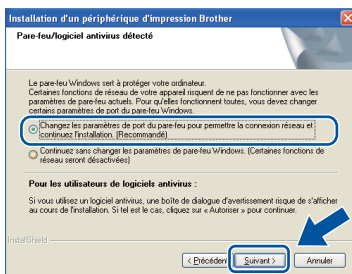 Installation d'un périphérique d'impression Brother
Pare-feu/logiciel antivirus détecté
Le pare-feu Windows sert à protéger votre ordinateur.
Certaines fonctions de réseau de votre appareil risquent de ne pas fonctionner avec les
paramètres de pare-feu actuels. Pour qu'elles fonctionnent toutes, vous devez changer
certains paramètres de port du pare-feu Windows.
Changez les paramètres de port du pare-feu pour permettre la connexion réseau et
continuez l'installation. (Recommandé)
Continuez sans changer les paramètres de pare-feu Windows. (Certaines fonctions de
réseau seront désactivées)
Pour les utilisateurs de logiciels antivirus :
Si vous utilisez un logiciel antivirus, une boîte de dialogue d'avertissement risque de s'afficher
au cours de l'installation. Si tel est le cas, cliquez sur « Autoriser » pour continuer.
InstallShield
< Précéden
Suivant >
Annuler